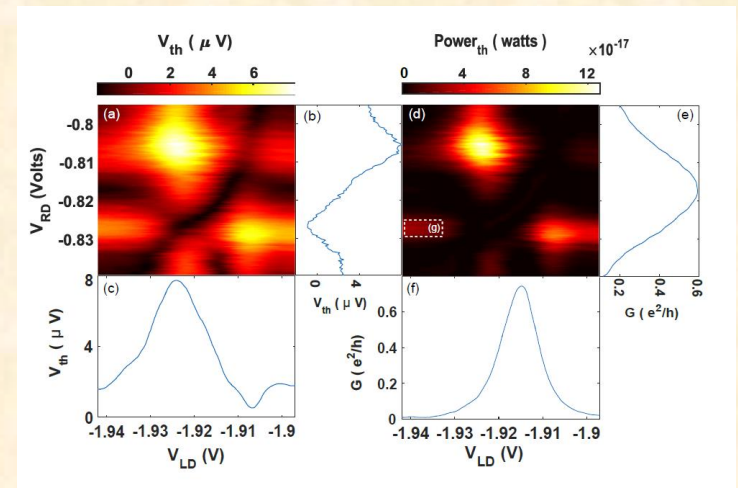 V_th ( μ V)
0 2 4 6
Power_th ( watts )
×10^-17
0 4 8 12
(a)
(b)
(d)
(e)
-0.8
-0.81
-0.82
-0.83
V_RD (Volts)
(g)
0 4
V_th ( μ V)
0.2 0.4 0.6
G ( e²/h)
(c)
8
4
0
V_th ( μ V)
-1.94 -1.93 -1.92 -1.91 -1.9
V_LD (V)
(f)
0.6
0.4
0.2
0
G ( e²/h)
-1.94 -1.93 -1.92 -1.91 -1.9
V_LD (V)